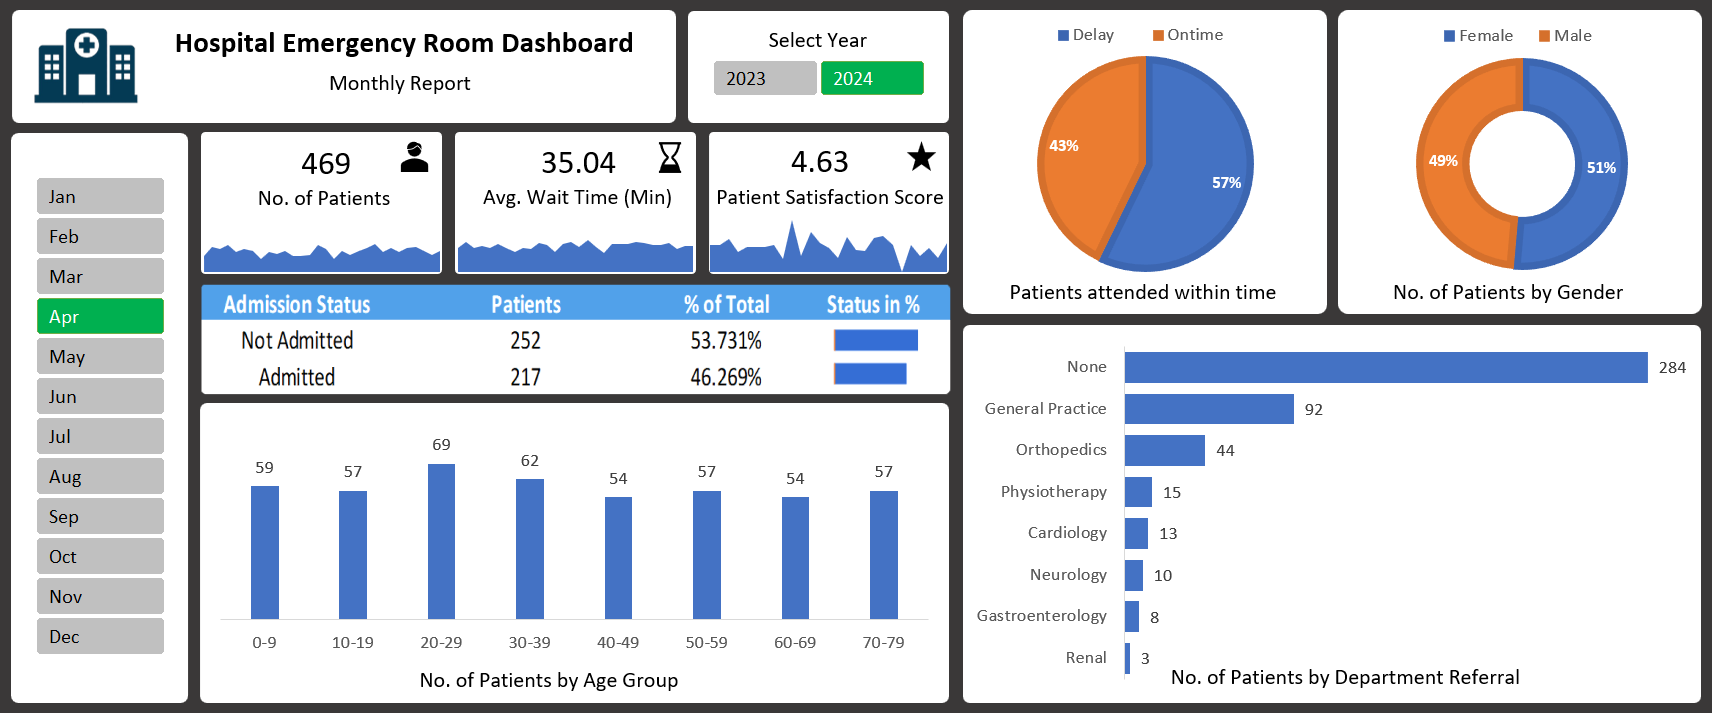 Hospital Emergency Room Dashboard
Monthly Report
Select Year
2023 2024
Jan
Feb
Mar
Apr
May
Jun
Jul
Aug
Sep
Oct
Nov
Dec
469
No. of Patients
35.04
Avg. Wait Time (Min)
4.63
Patient Satisfaction Score
Admission Status Patients % of Total Status in %
Not Admitted 252 53.731%
Admitted 217 46.269%
59 57 69 62 54 57 54 57
0-9 10-19 20-29 30-39 40-49 50-59 60-69 70-79
No. of Patients by Age Group
Delay Ontime
43%
57%
Patients attended within time
Female Male
49%
51%
No. of Patients by Gender
None 284
General Practice 92
Orthopedics 44
Physiotherapy 15
Cardiology 13
Neurology 10
Gastroenterology 8
Renal 3
No. of Patients by Department Referral